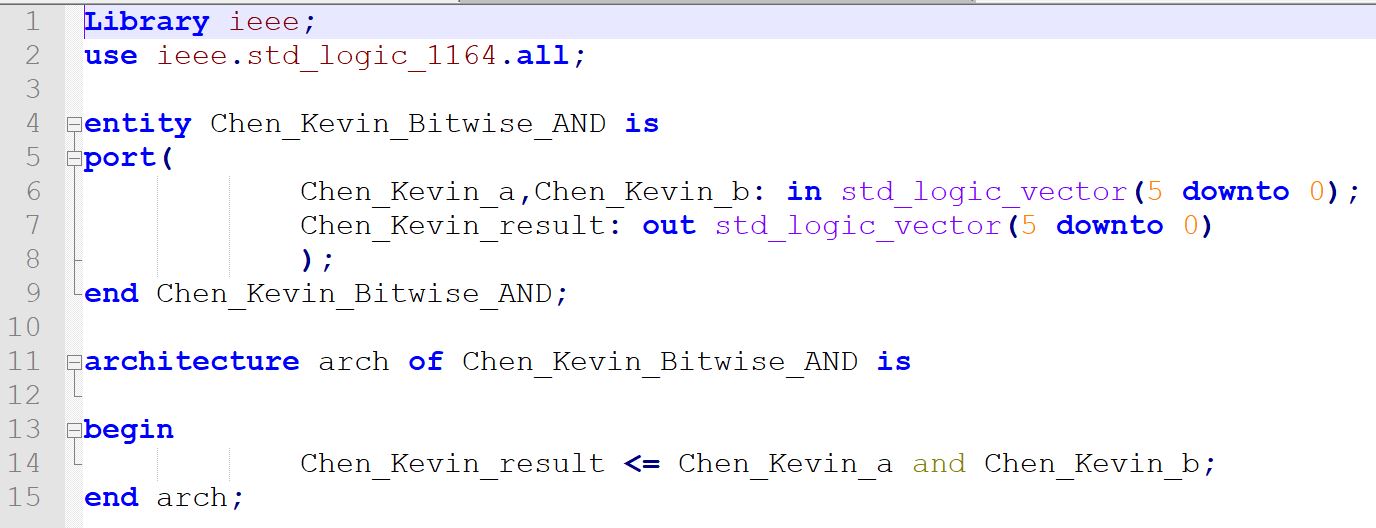 1 Library ieee;
2 use ieee.std_logic_1164.all;
3
4 entity Chen_Kevin_Bitwise_AND is
5 port(
6 Chen_Kevin_a,Chen_Kevin_b: in std_logic_vector(5 downto 0);
7 Chen_Kevin_result: out std_logic_vector(5 downto 0)
8 );
9 end Chen_Kevin_Bitwise_AND;
10
11 architecture arch of Chen_Kevin_Bitwise_AND is
12
13 begin
14 Chen_Kevin_result <= Chen_Kevin_a and Chen_Kevin_b;
15 end arch;